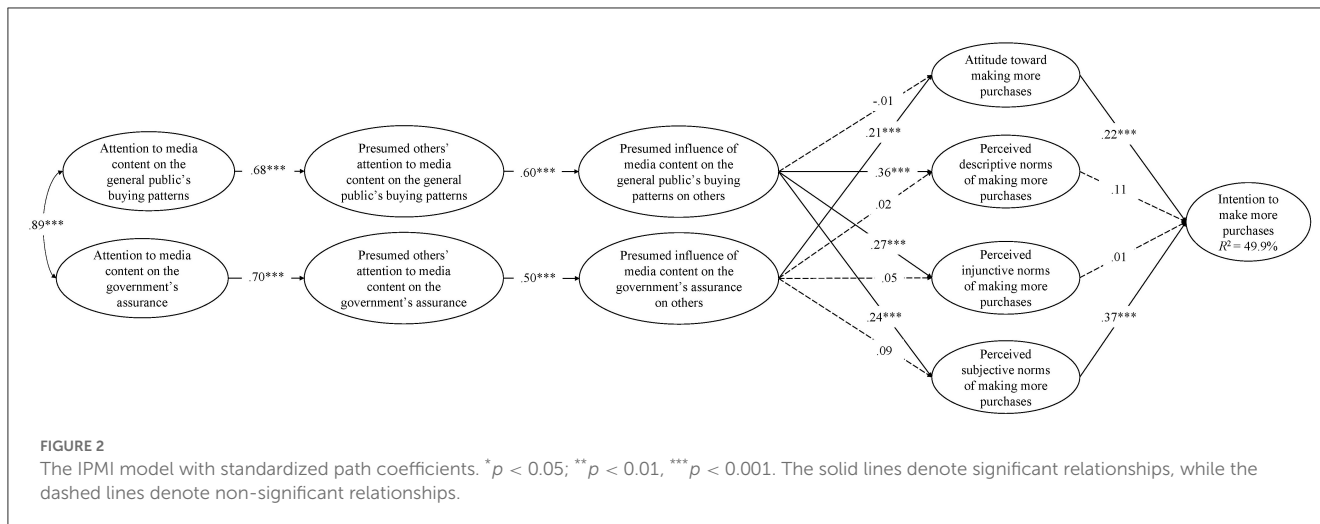 Attention to media
content on the
general public's
buying patterns
.68***
Presumed others'
attention to media
content on the general
public's buying patterns
.60***
Presumed influence of
media content on the
general public's buying
patterns on others
.89***
Attention to media
content on the
government's
assurance
.70***
Presumed others'
attention to media
content on the
government's assurance
.50***
Presumed influence of
media content on the
government's assurance
on others
-.01
.21***
.36***
.02
.27***
.05
.24***
.09
Attitude toward
making more
purchases
Perceived
descriptive norms
of making more
purchases
Perceived
injunctive norms
of making more
purchases
Perceived
subjective norms
of making more
purchases
.22***
.11
.01
.37***
Intention to
make more
purchases
R² = 49.9%
FIGURE 2
The IPMI model with standardized path coefficients. *p < 0.05; **p < 0.01, ***p < 0.001. The solid lines denote significant relationships, while the
dashed lines denote non-significant relationships.